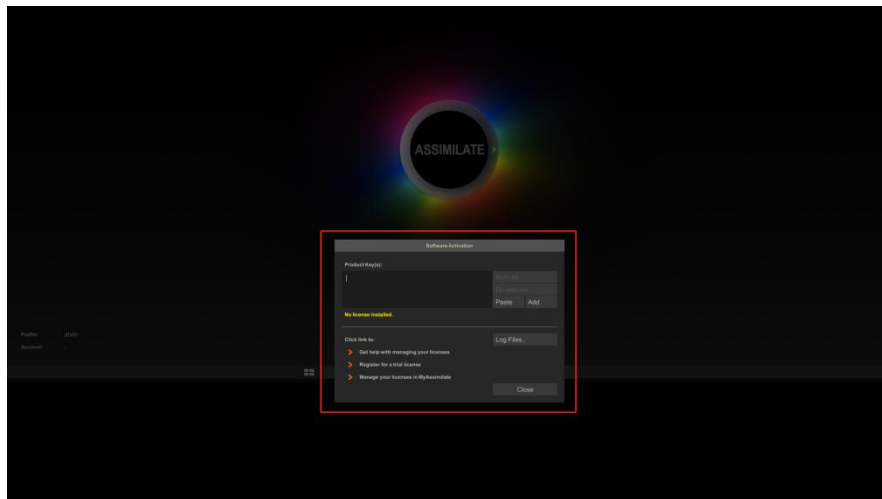 ASSIMILATE
Software Activation
Product Key(s):
Activate
Paste Add
No license installed.
Click link to:
Log Files..
Get help with managing your licenses
Register for a trial license
Manage your licenses in MyAssimilate
Close
Profile:
Account: -